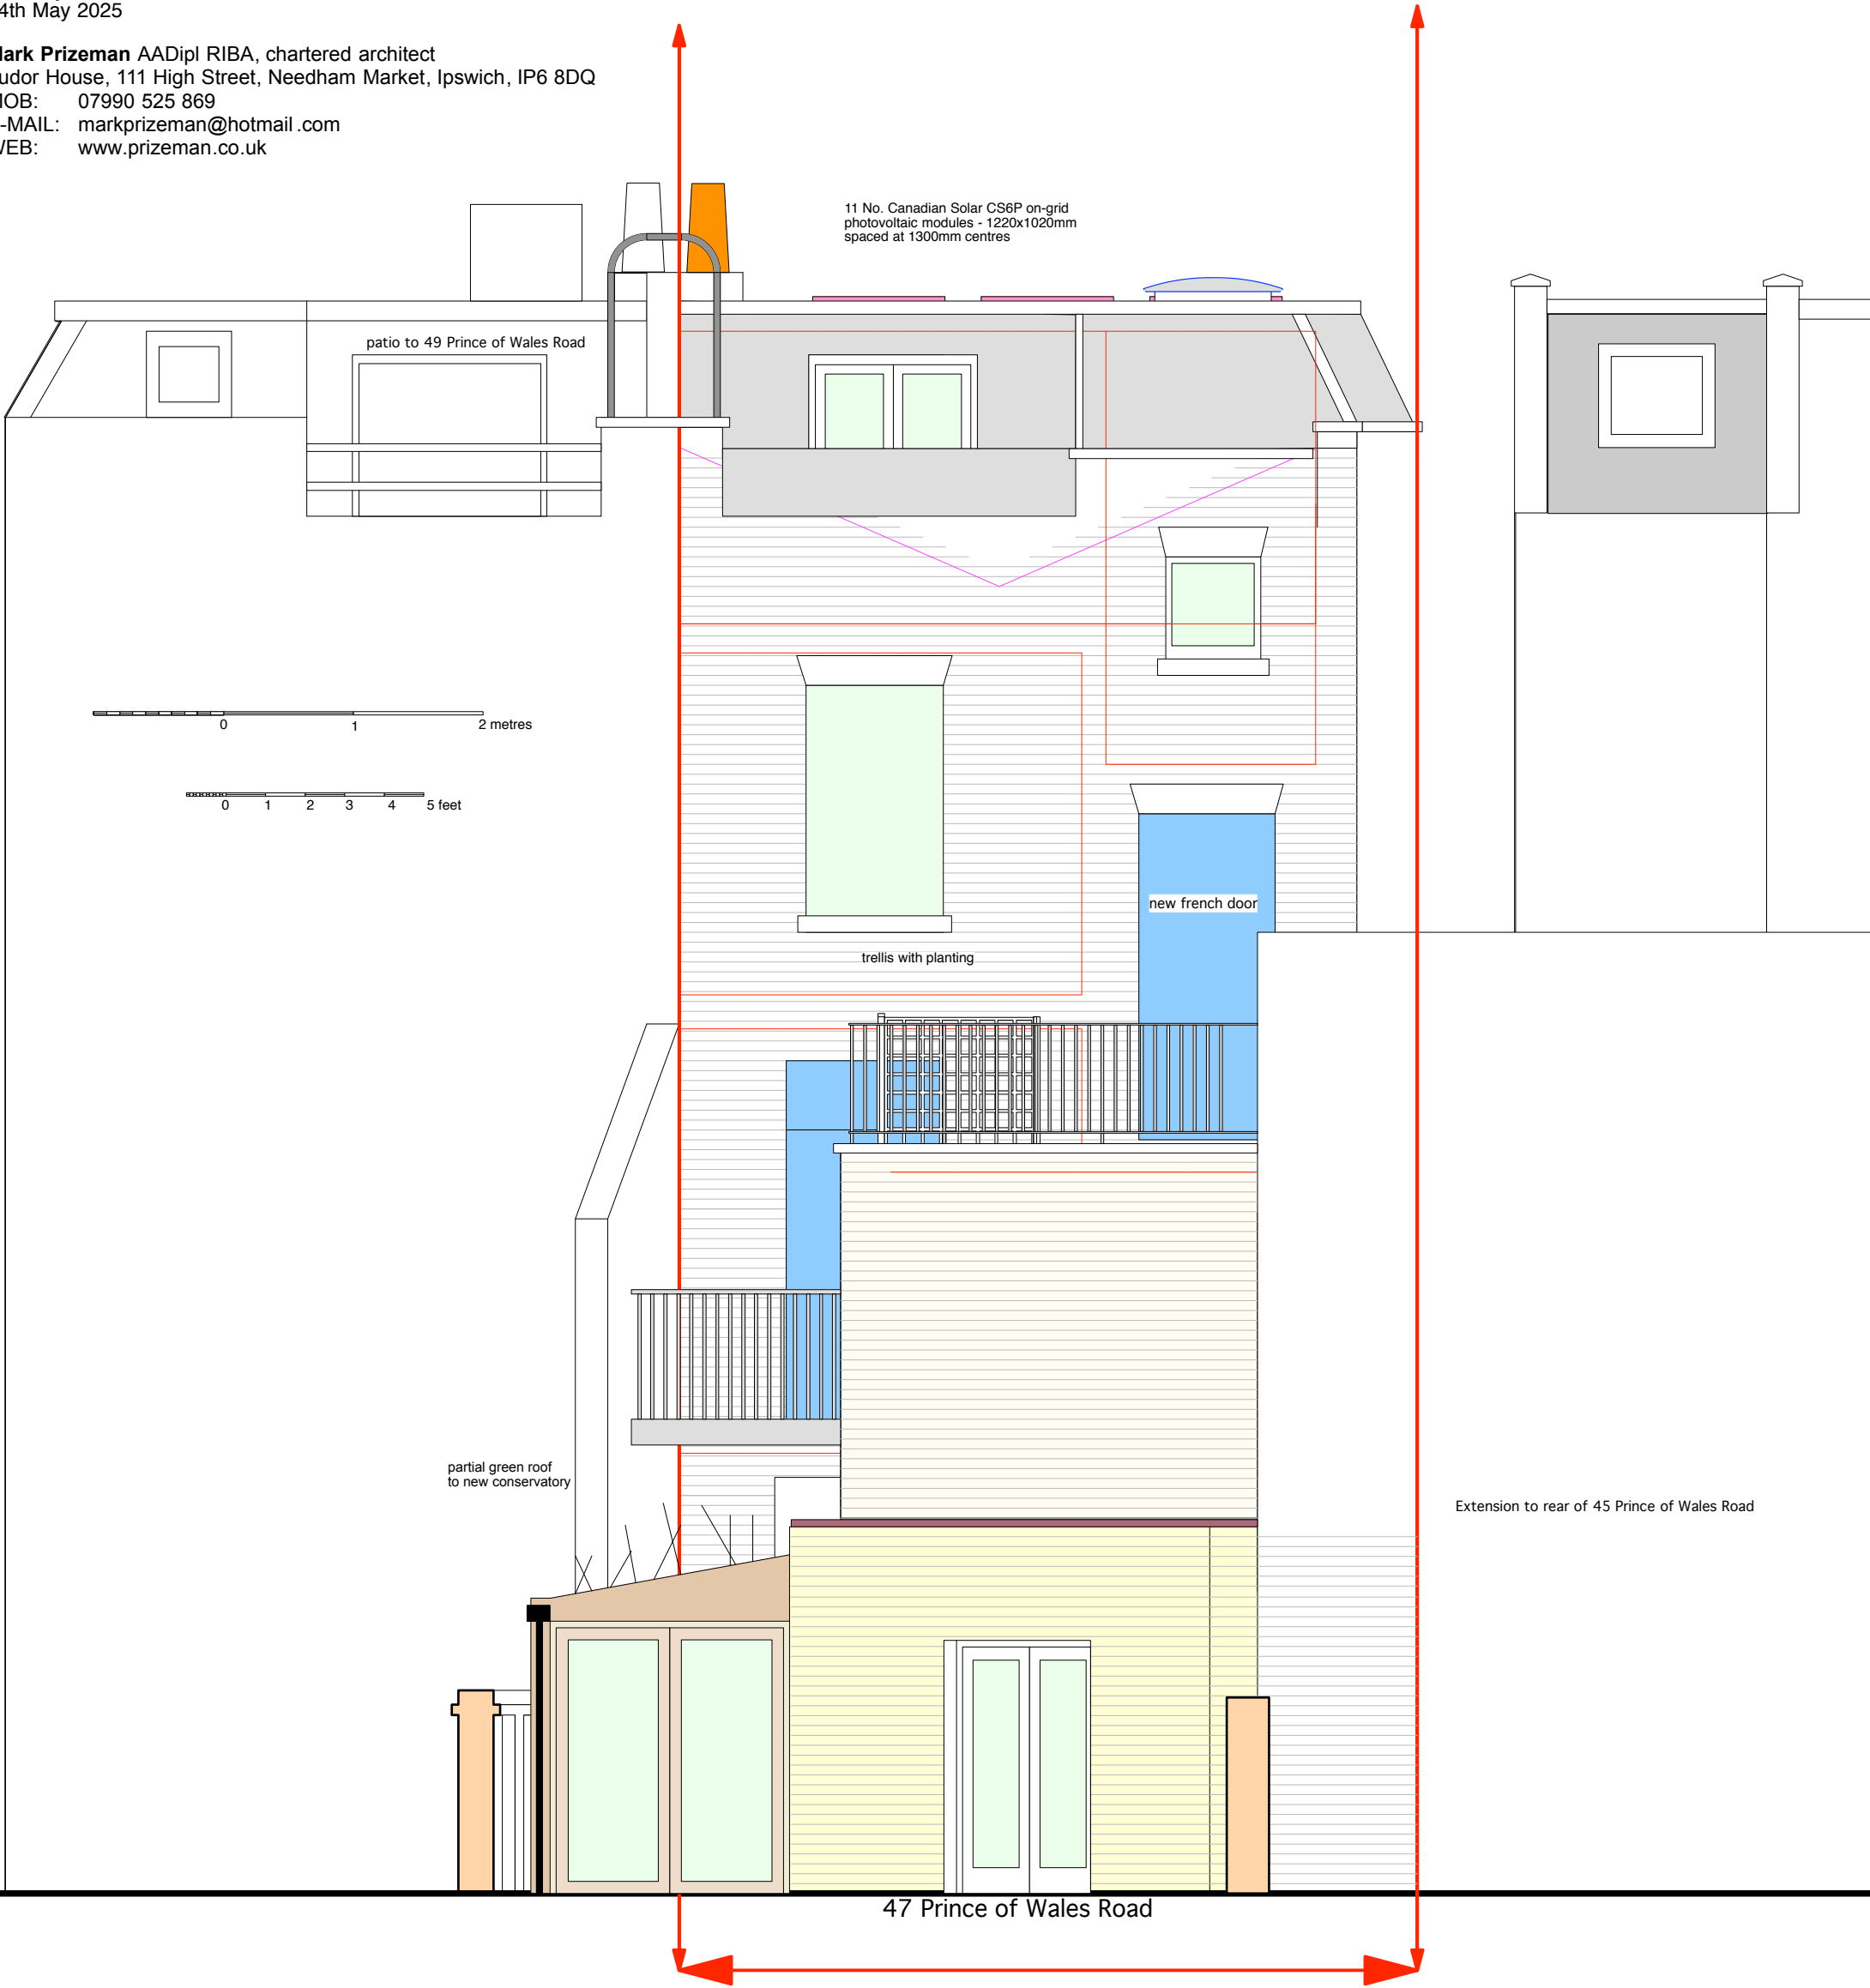 4th May 2025
Mark Prizeman AADipl RIBA, chartered architect
Tudor House, 111 High Street, Needham Market, Ipswich, IP6 8DQ
MOB: 07990 525 869
E-MAIL: markprizeman@hotmail.com
WEB: www.prizeman.co.uk
11 No. Canadian Solar CS6P on-grid
photovoltaic modules - 1220x1020mm
spaced at 1300mm centres
patio to 49 Prince of Wales Road
0 1 2 metres
0 1 2 3 4 5 feet
new french door
trellis with planting
partial green roof
to new conservatory
Extension to rear of 45 Prince of Wales Road
47 Prince of Wales Road